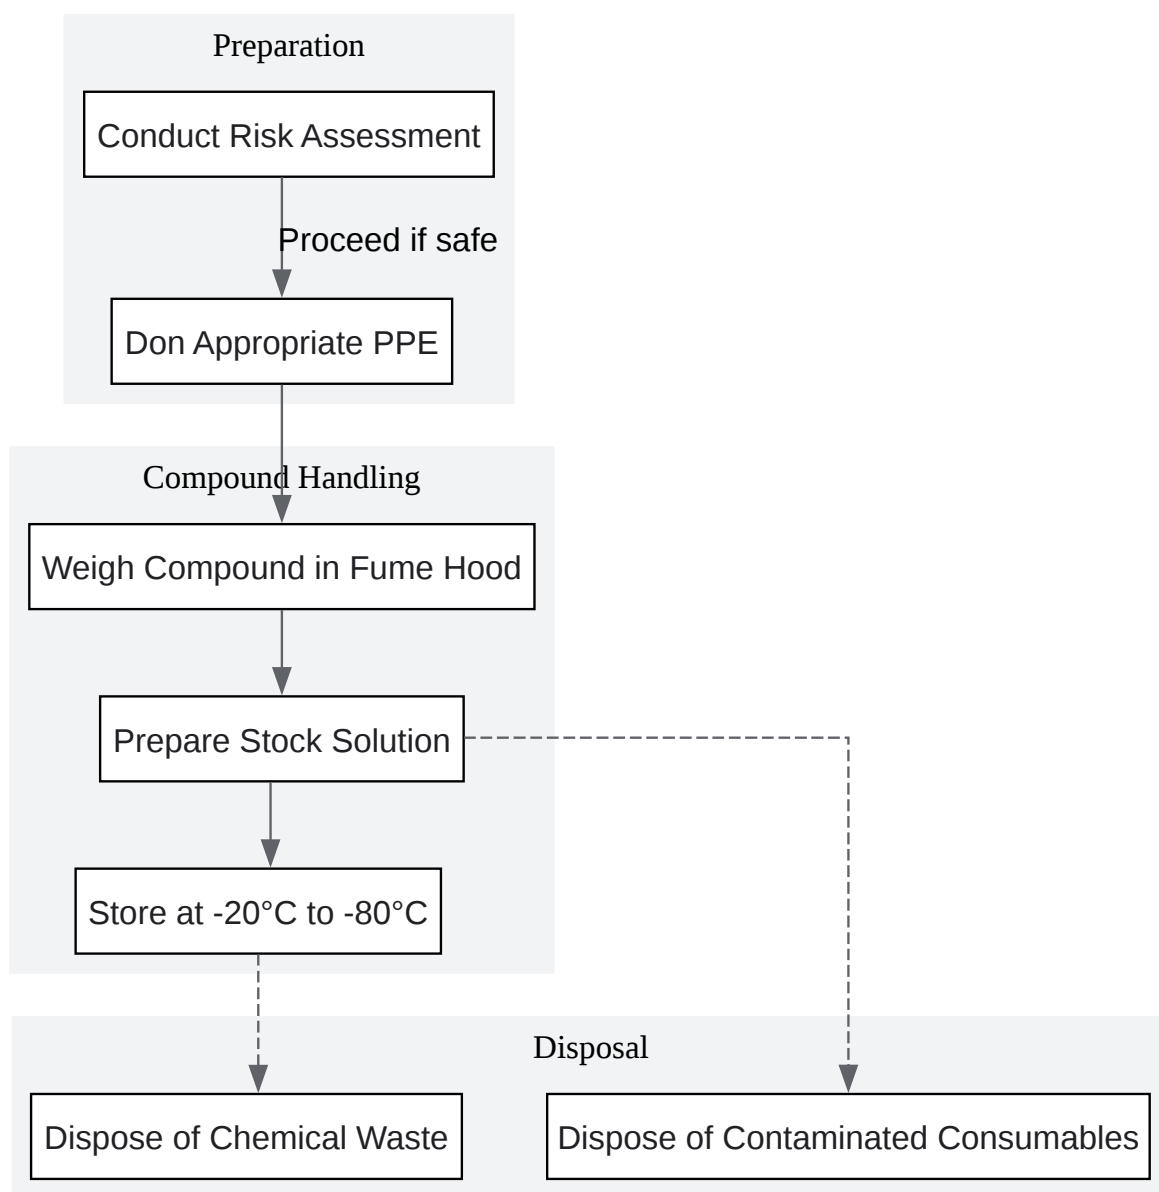 Preparation
Conduct Risk Assessment
Proceed if safe
Don Appropriate PPE
Compound Handling
Weigh Compound in Fume Hood
Prepare Stock Solution
Store at -20°C to -80°C
Disposal
Dispose of Chemical Waste
Dispose of Contaminated Consumables